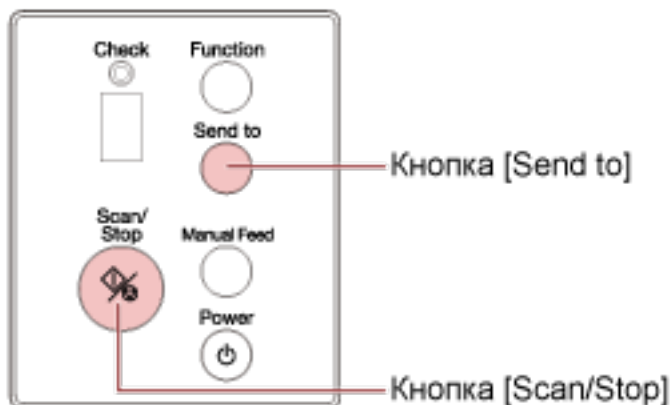 Check
Function
Send to
Кнопка [Send to]
Scan/
Stop
Manual Feed
Power
Кнопка [Scan/Stop]